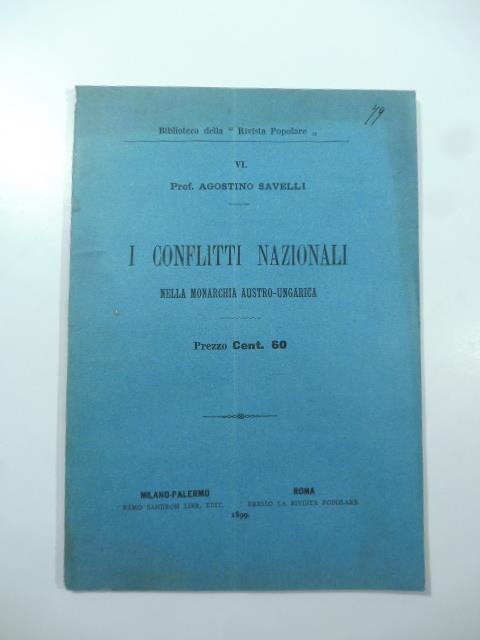 79
Biblioteca della “ Rivista Popolare „
VI.
Prof. AGOSTINO SAVELLI
I CONFLITTI NAZIONALI
NELLA MONARCHIA AUSTRO-UNGARICA
Prezzo Cent. 60
MILANO-PALERMO
REMO SANDRON LIBR. EDIT.
ROMA
PRESSO LA RIVISTA POPOLARE
1899.